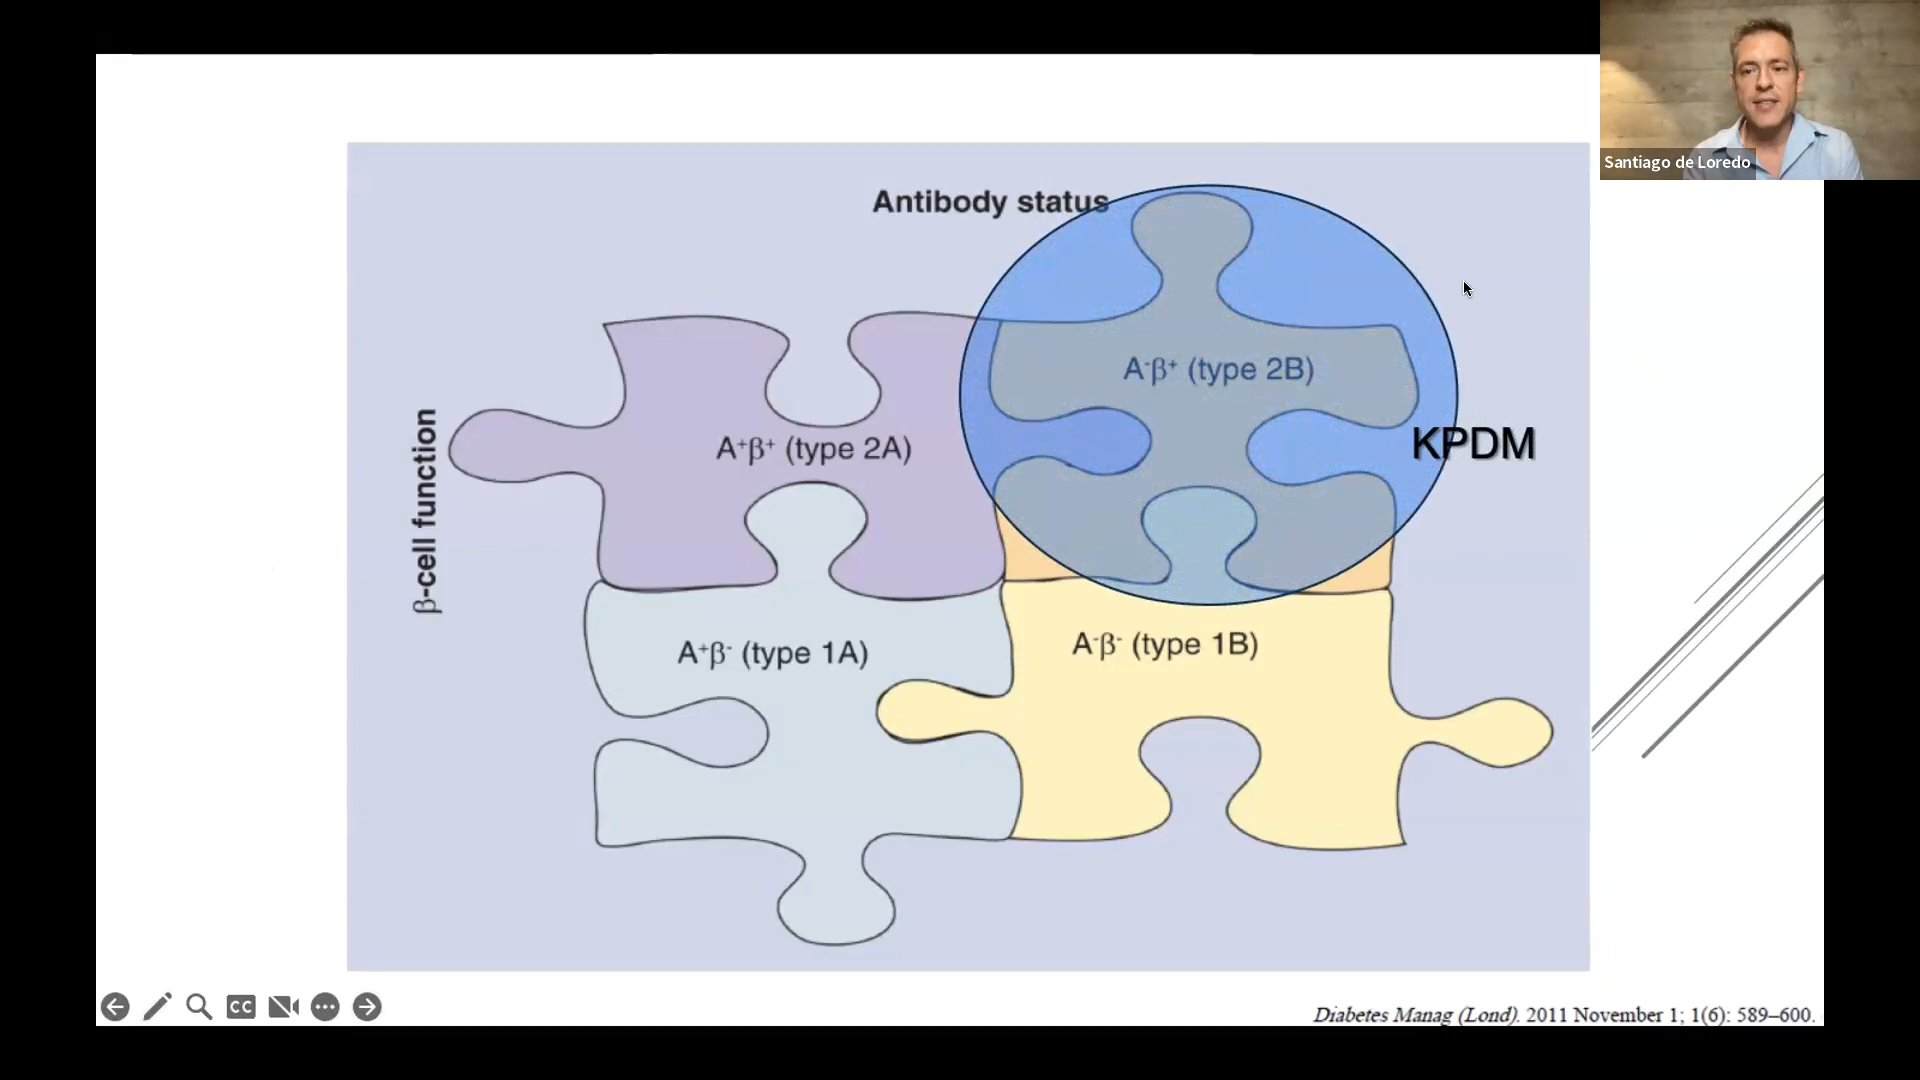 Santiago de Loredo
Antibody status
β-cell function
A⁻β⁺ (type 2B)
KPDM
A⁺β⁺ (type 2A)
A⁺β⁻ (type 1A)
A⁻β⁻ (type 1B)
CC
Diabetes Manag (Lond). 2011 November 1; 1(6): 589–600.